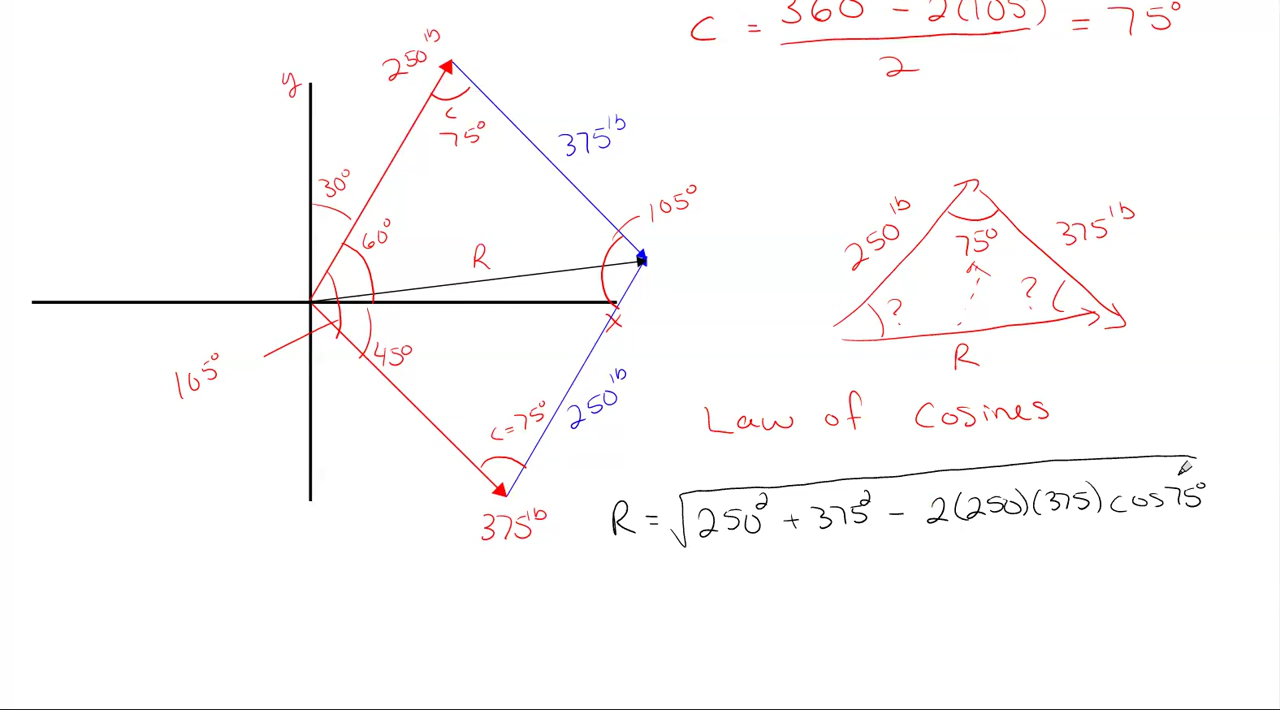 C = 360 - 2(105) / 2 = 75°
y
250 lb
c
75°
375 lb
30°
60°
105°
R
x
45°
105°
c=75°
250 lb
375 lb
250 lb
75°
375 lb
?
?
R
Law of Cosines
R = √250² + 375² - 2(250)(375) cos 75°